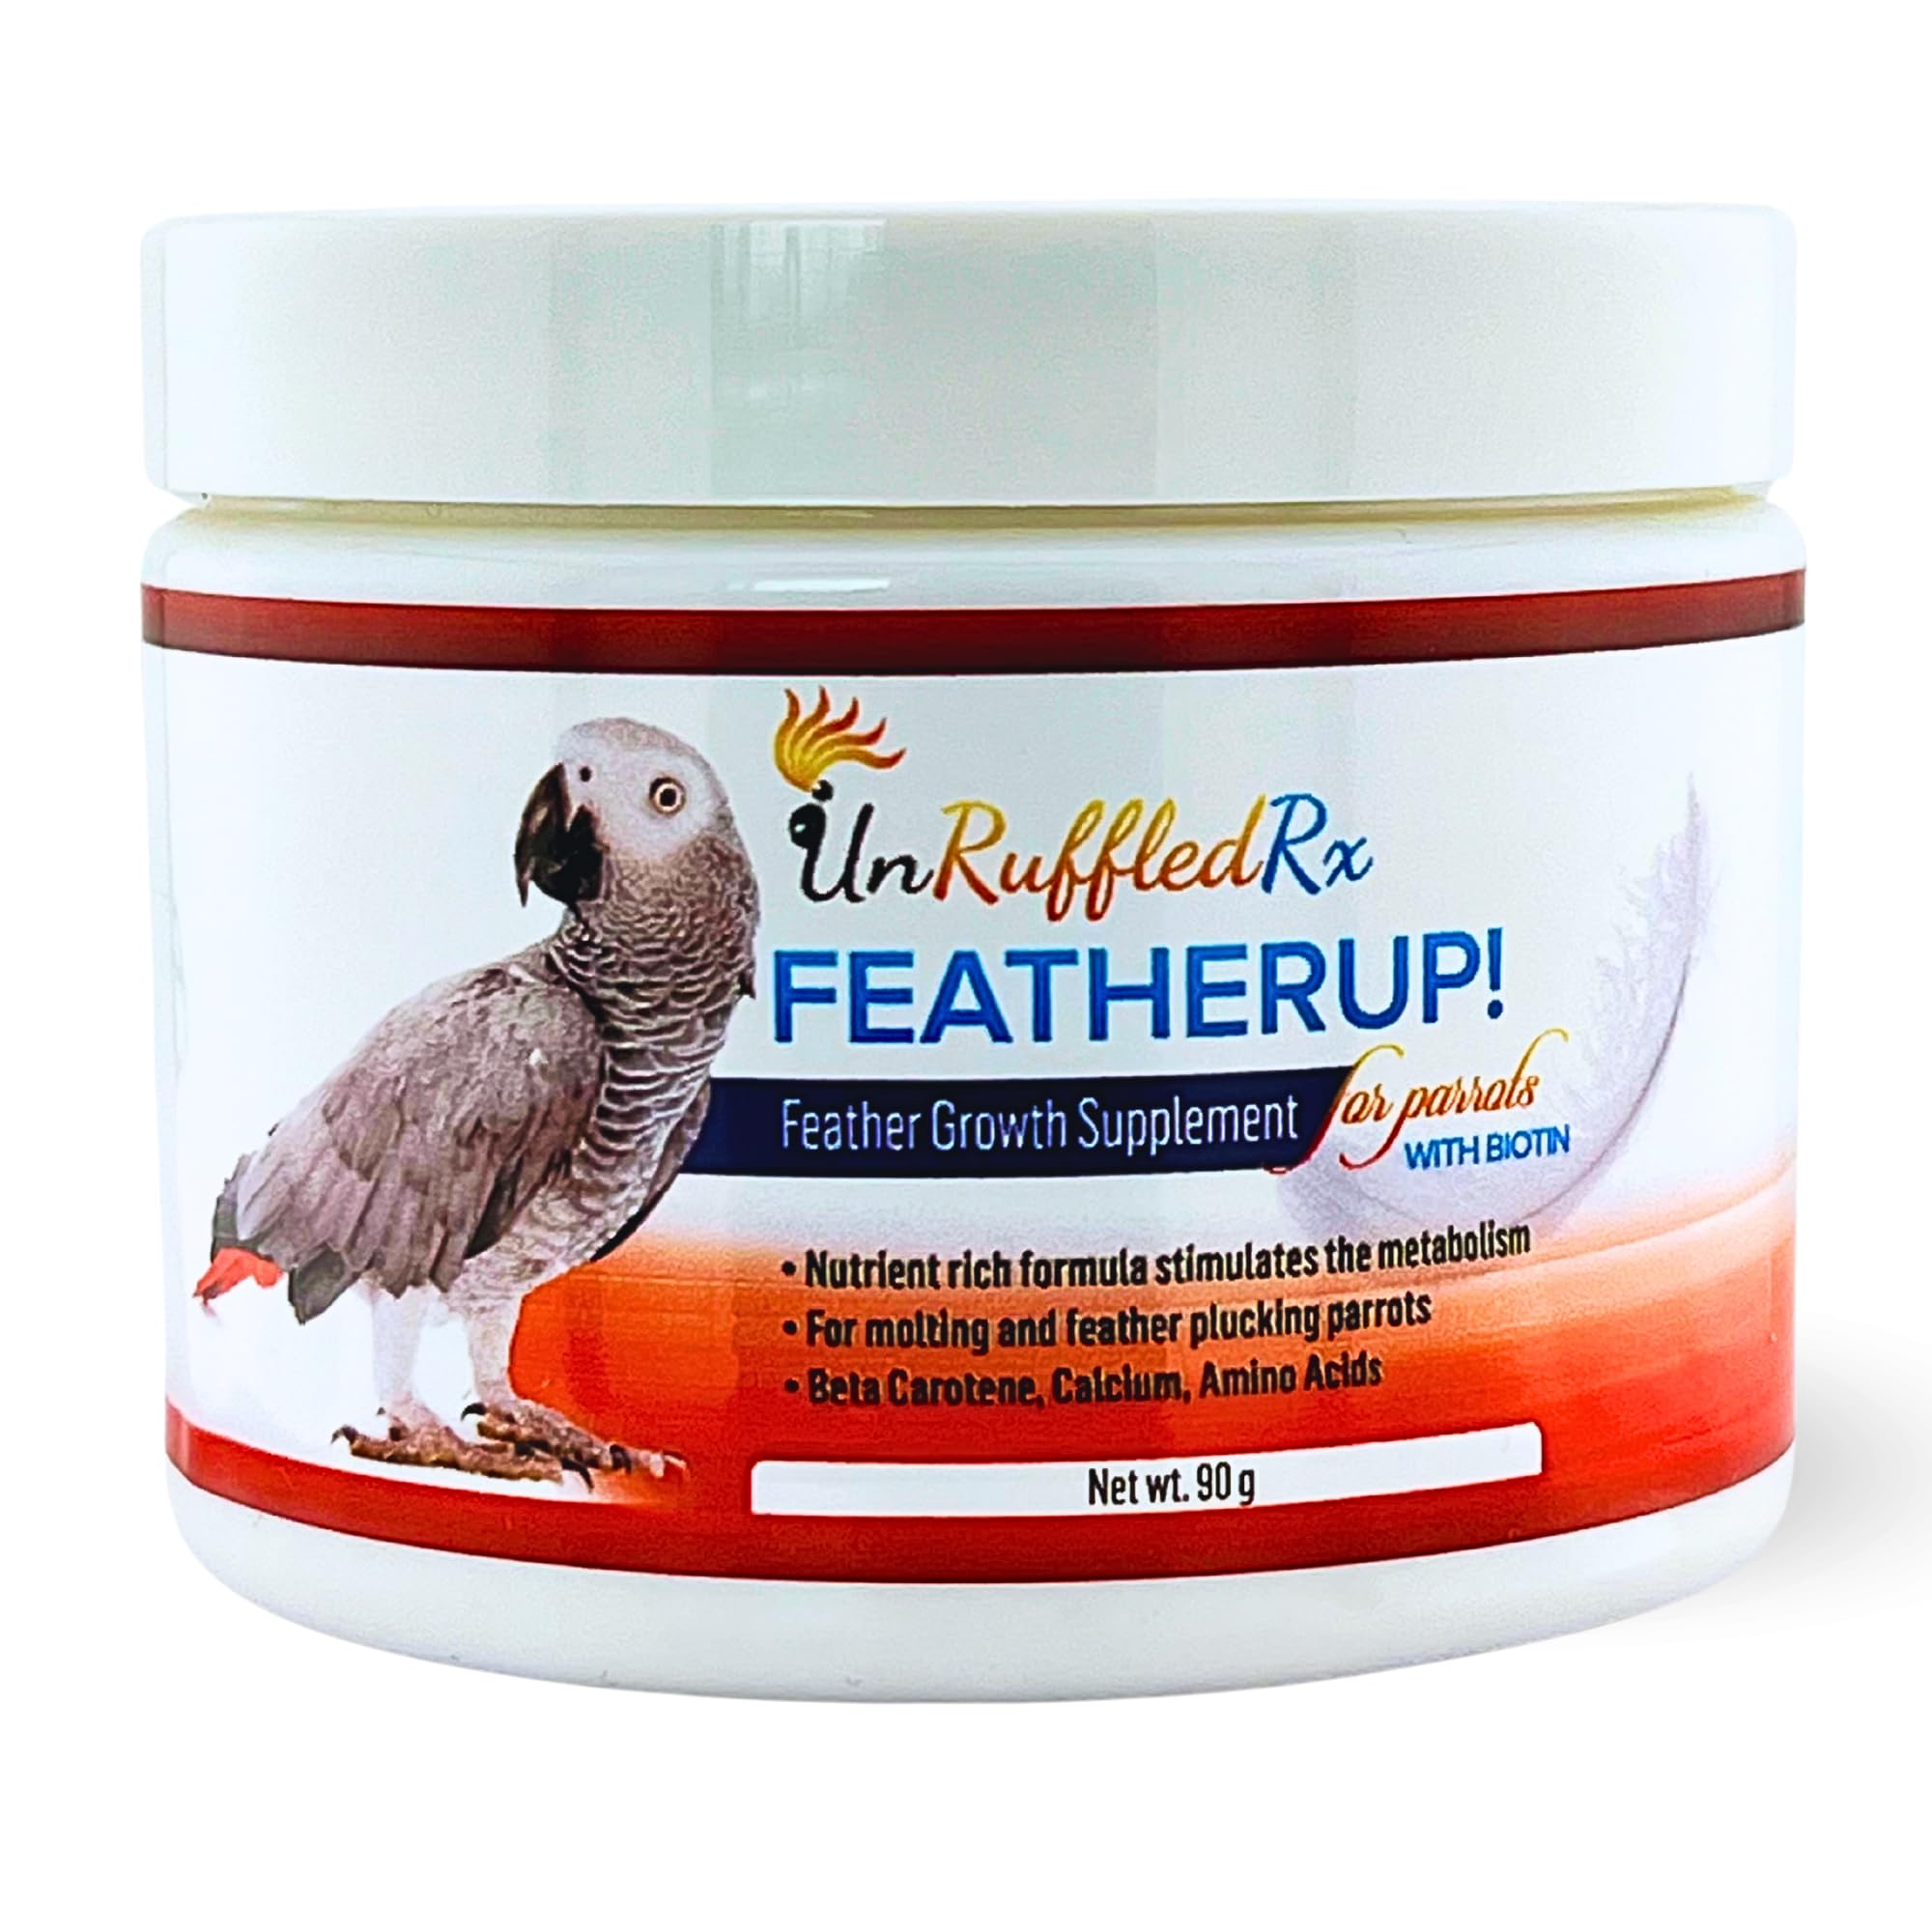 UnRuffledRx
FEATHERUP!
Feather Growth Supplement for parrots
WITH BIOTIN
• Nutrient rich formula stimulates the metabolism
• For molting and feather plucking parrots
• Beta Carotene, Calcium, Amino Acids
Net wt. 90 g